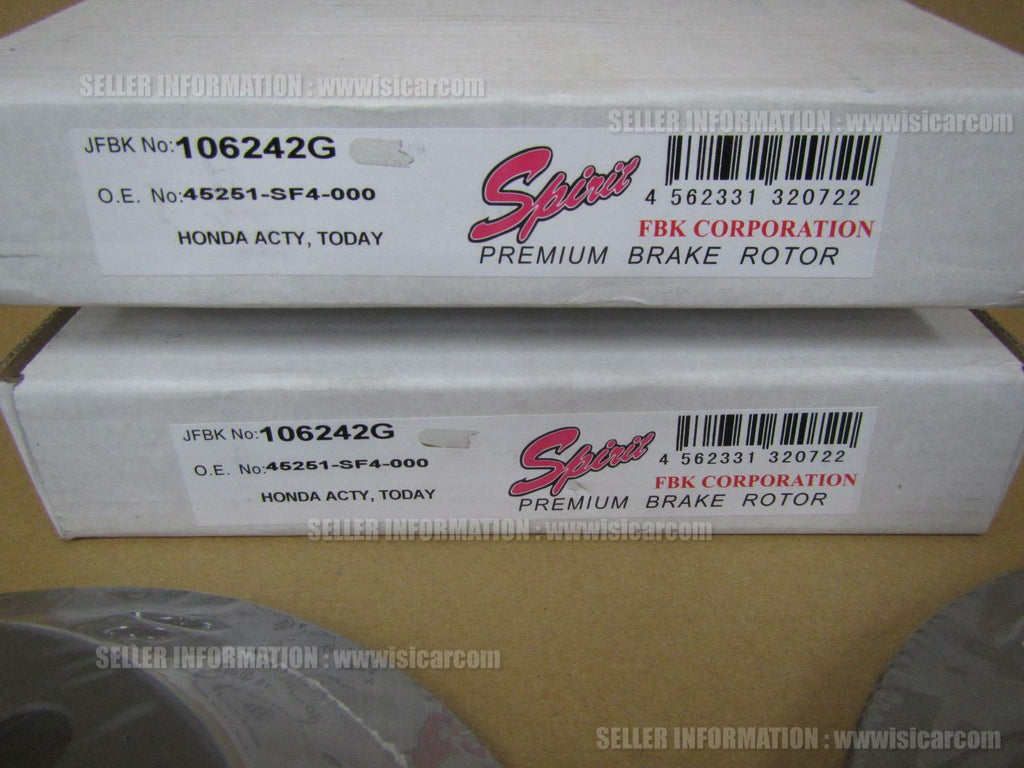 SELLER INFORMATION : wwwisicarcom
SELLER INFORMATION : wwwisicarcom
JFBK No:106242G
O.E. No:45251-SF4-000
HONDA ACTY, TODAY
Spirit
4 562331 320722
FBK CORPORATION
PREMIUM BRAKE ROTOR
JFBK No:106242G
O.E. No:45251-SF4-000
HONDA ACTY, TODAY
Spirit
4 562331 320722
FBK CORPORATION
PREMIUM BRAKE ROTOR
SELLER INFORMATION : wwwisicarcom
SELLER INFORMATION : wwwisicarcom
SELLER INFORMATION : wwwisicarcom